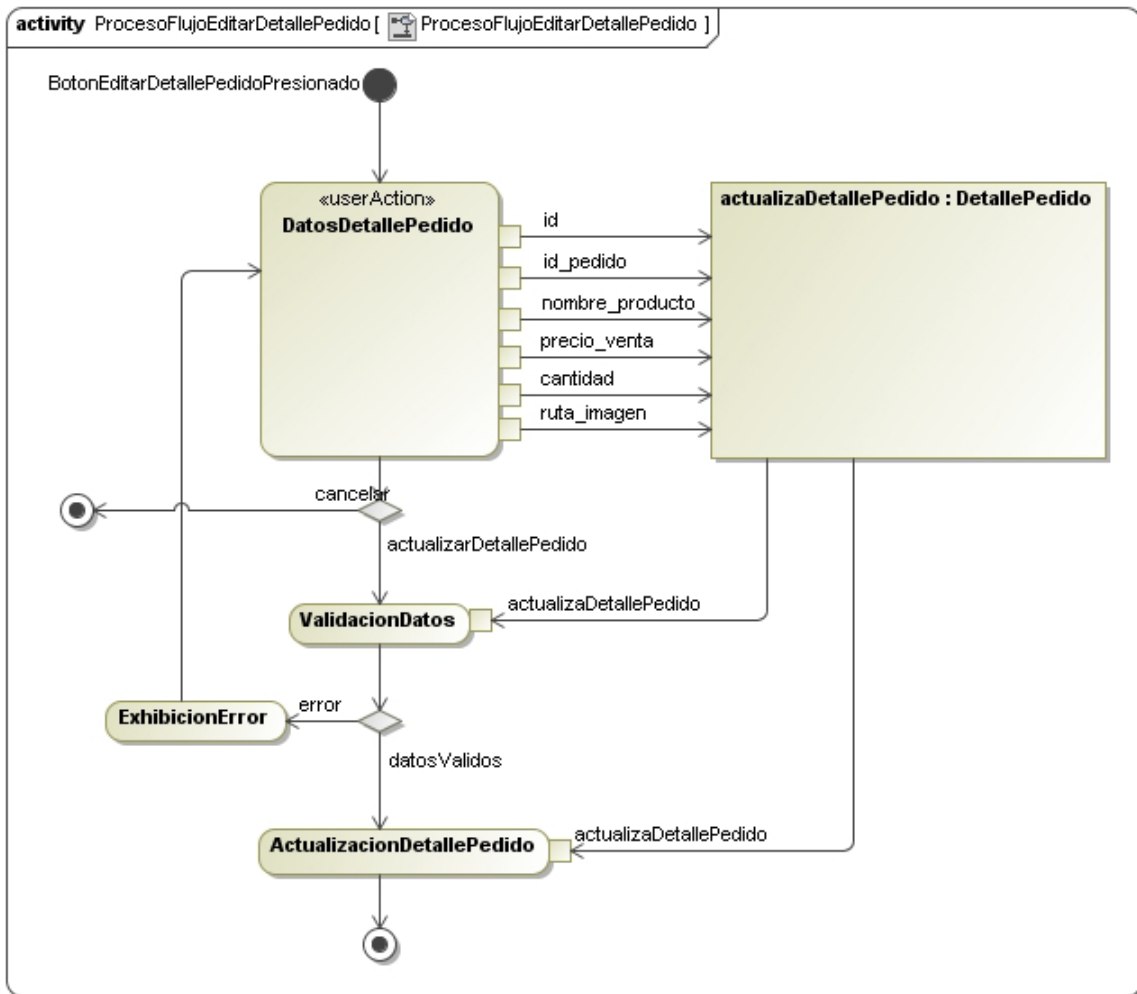 activity ProcesoFlujoEditarDetallePedido [ ProcesoFlujoEditarDetallePedido ]
BotonEditarDetallePedidoPresionado
«userAction»
DatosDetallePedido
actualizaDetallePedido : DetallePedido
id
id_pedido
nombre_producto
precio_venta
cantidad
ruta_imagen
cancelar
actualizarDetallePedido
ValidacionDatos
actualizaDetallePedido
ExhibicionError
error
datosValidos
ActualizacionDetallePedido
actualizaDetallePedido